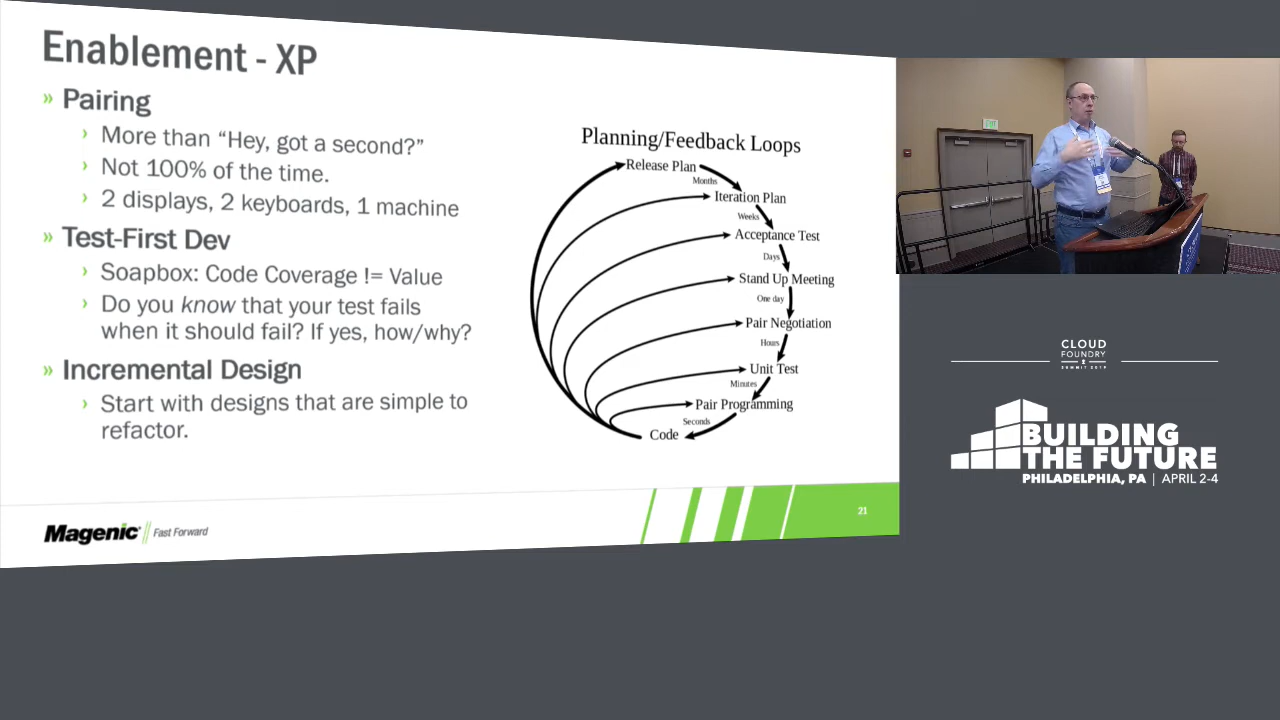 Enablement - XP
» Pairing
› More than “Hey, got a second?”
› Not 100% of the time.
› 2 displays, 2 keyboards, 1 machine
» Test-First Dev
› Soapbox: Code Coverage != Value
› Do you know that your test fails
when it should fail? If yes, how/why?
» Incremental Design
› Start with designs that are simple to
refactor.
Planning/Feedback Loops
Release Plan
Months
Iteration Plan
Weeks
Acceptance Test
Days
Stand Up Meeting
One day
Pair Negotiation
Hours
Unit Test
Minutes
Pair Programming
Seconds
Code
Magenic
Fast Forward
21
EXIT
CLOUD
FOUNDRY
SUMMIT 2019
BUILDING
THE FUTURE
PHILADELPHIA, PA | APRIL 2-4